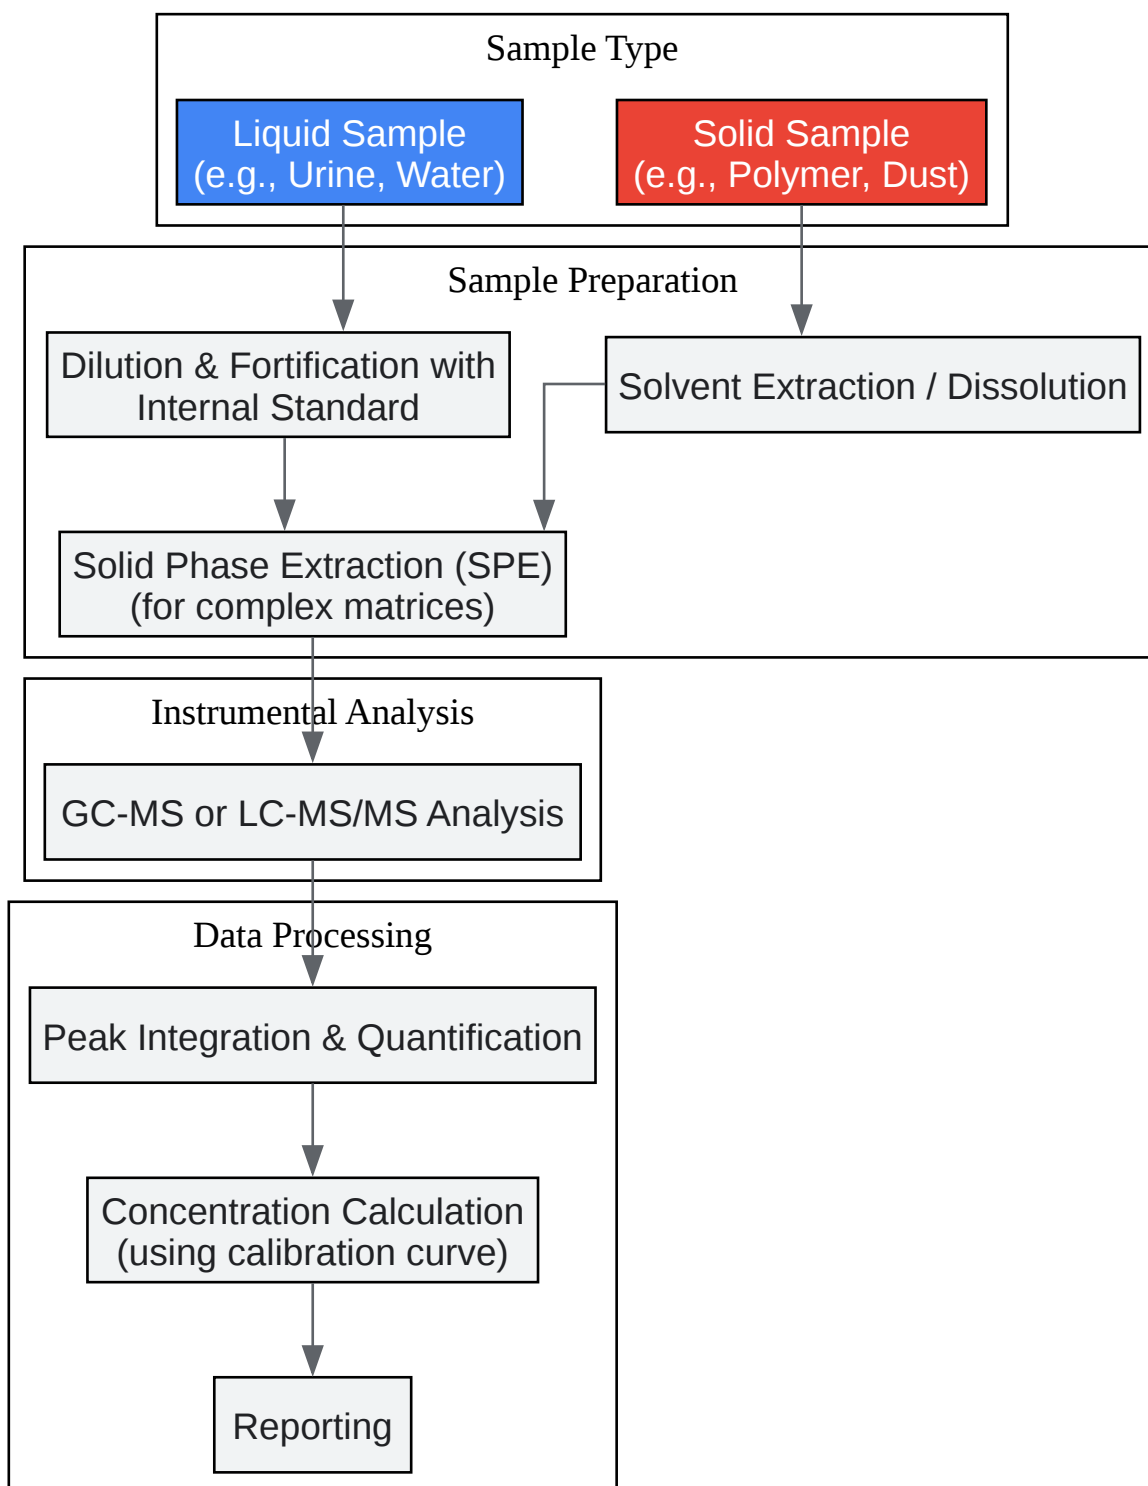 Sample Type
Liquid Sample
(e.g., Urine, Water)
Solid Sample
(e.g., Polymer, Dust)
Sample Preparation
Dilution & Fortification with
Internal Standard
Solvent Extraction / Dissolution
Solid Phase Extraction (SPE)
(for complex matrices)
Instrumental Analysis
GC-MS or LC-MS/MS Analysis
Data Processing
Peak Integration & Quantification
Concentration Calculation
(using calibration curve)
Reporting